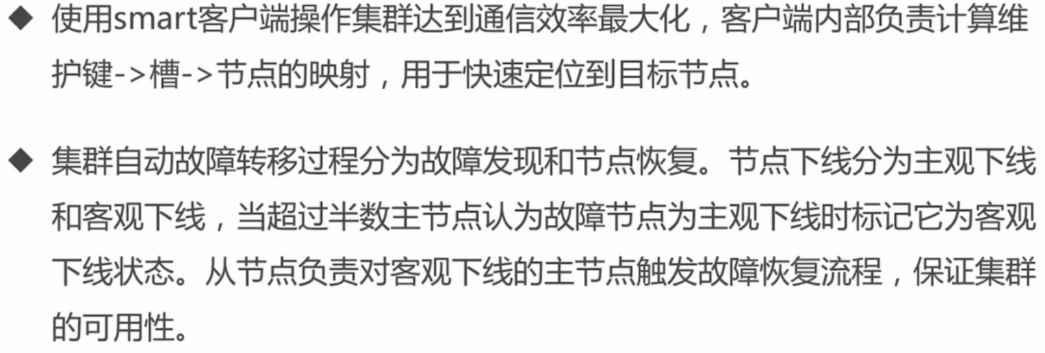 ◆ 使用smart客户端操作集群达到通信效率最大化，客户端内部负责计算维
护键->槽->节点的映射，用于快速定位到目标节点。
◆ 集群自动故障转移过程分为故障发现和节点恢复。节点下线分为主观下线
和客观下线，当超过半数主节点认为故障节点为主观下线时标记它为客观
下线状态。从节点负责对客观下线的主节点触发故障恢复流程，保证集群
的可用性。